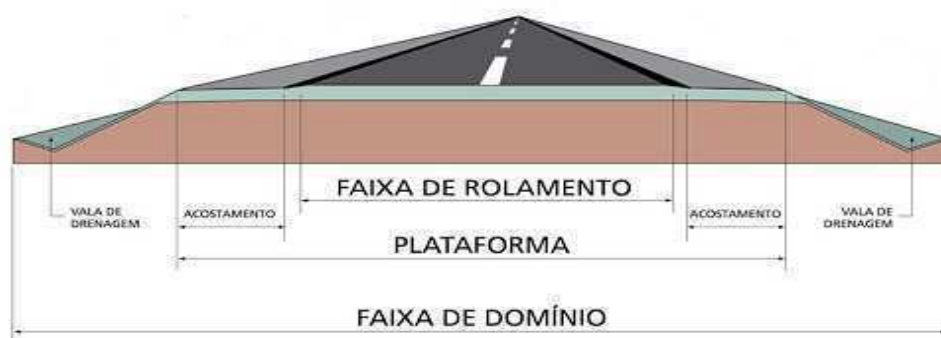 FAIXA DE ROLAMENTO
VALA DE
DRENAGEM
ACOSTAMENTO
ACOSTAMENTO
VALA DE
DRENAGEM
PLATAFORMA
FAIXA DE DOMÍNIO